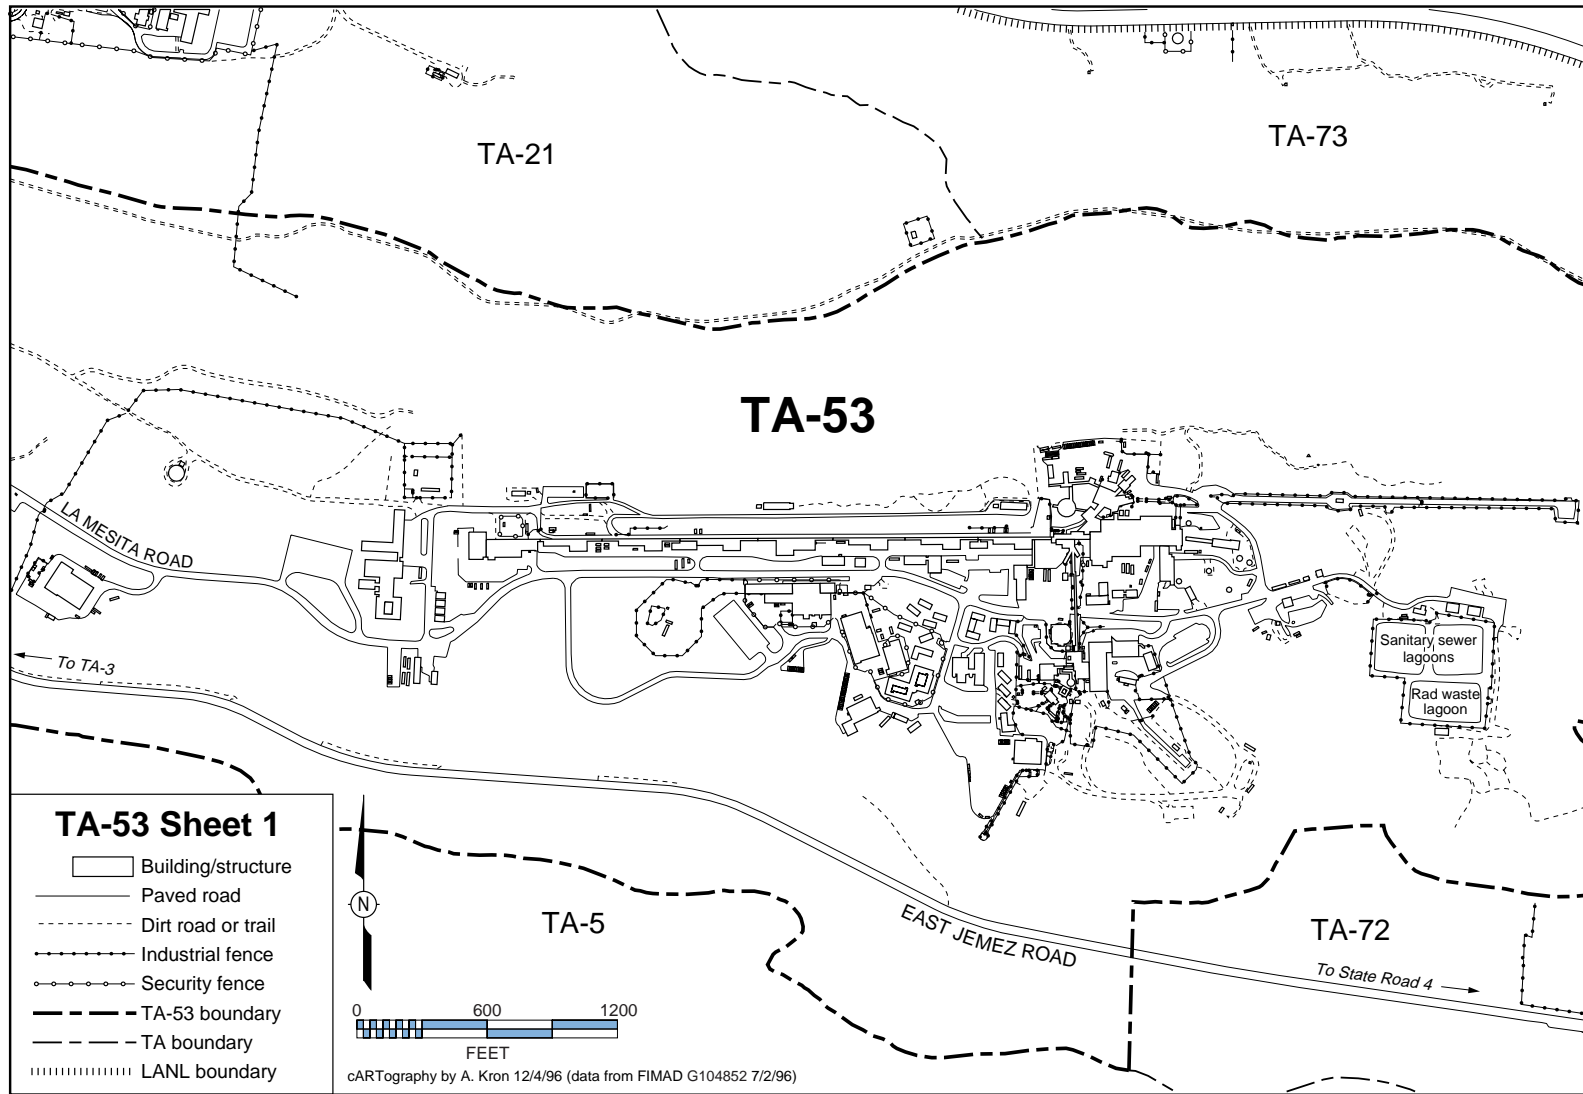 TA-21
TA-73
TA-53
LA MESITA ROAD
To TA-3
Sanitary sewer
lagoons
Rad waste
lagoon
TA-53 Sheet 1
Building/structure
Paved road
Dirt road or trail
Industrial fence
Security fence
TA-53 boundary
TA boundary
LANL boundary
N
TA-5
EAST JEMEZ ROAD
TA-72
To State Road 4
0 600 1200
FEET
cARTography by A. Kron 12/4/96 (data from FIMAD G104852 7/2/96)